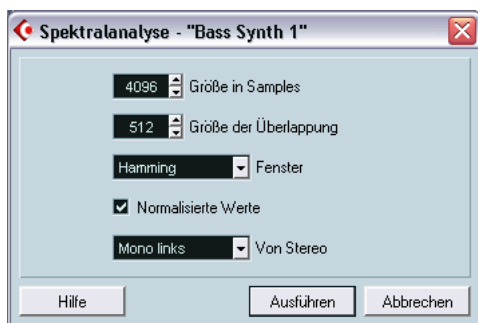 Spektralanalyse - "Bass Synth 1"
4096 Größe in Samples
512 Größe der Überlappung
Hamming Fenster
Normalisierte Werte
Mono links Von Stereo
Hilfe Ausführen Abbrechen